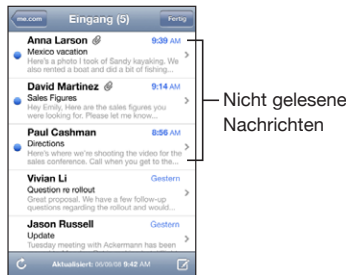 me.com Eingang (5) Fertig
Anna Larson 9:39 AM
Mexico vacation
Here's a photo I took of Sandy kayaking. We
also rented a boat and did a bit of fishing...
David Martinez 9:14 AM
Sales Figures
Hey Emily, Here are the sales figures you
were looking for. Please let me know...
Paul Cashman 8:56 AM
Directions
Here's where we're shooting the video for the
sales conference. Call when you get to the...
Vivian Li Gestern
Question re rollout
Great proposal. We have a few follow-up
questions regarding the rollout and would...
Jason Russell Gestern
Update
Tuesday meeting with Ackermann has been
Aktualisiert: 06/09/08 9:42 AM
Nicht gelesene
Nachrichten